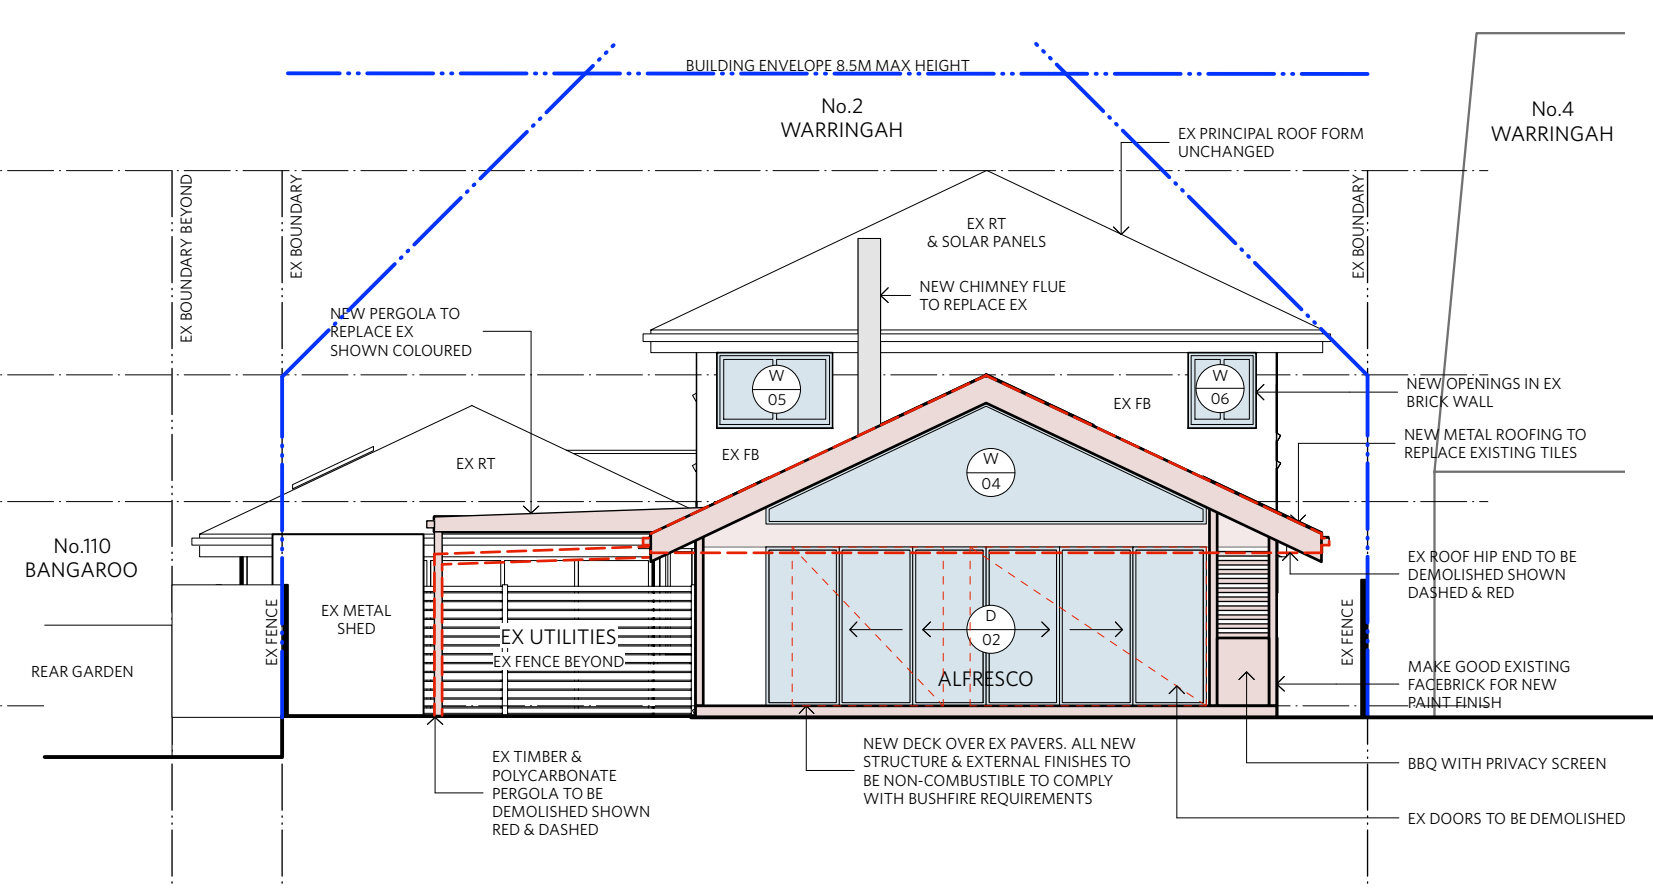 BUILDING ENVELOPE 8.5M MAX HEIGHT
No.2
WARRINGAH
No.4
WARRINGAH
EX PRINCIPAL ROOF FORM
UNCHANGED
EX BOUNDARY BEYOND
EX BOUNDARY
EX BOUNDARY
EX RT
& SOLAR PANELS
NEW CHIMNEY FLUE
TO REPLACE EX
NEW PERGOLA TO
REPLACE EX
SHOWN COLOURED
W
05
W
06
NEW OPENINGS IN EX
BRICK WALL
EX FB
EX FB
NEW METAL ROOFING TO
REPLACE EXISTING TILES
EX RT
W
04
No.110
BANGAROO
EX ROOF HIP END TO BE
DEMOLISHED SHOWN
DASHED & RED
EX METAL
SHED
EX FENCE
EX UTILITIES
EX FENCE BEYOND
D
02
ALFRESCO
EX FENCE
REAR GARDEN
MAKE GOOD EXISTING
FACEBRICK FOR NEW
PAINT FINISH
EX TIMBER &
POLYCARBONATE
PERGOLA TO BE
DEMOLISHED SHOWN
RED & DASHED
NEW DECK OVER EX PAVERS. ALL NEW
STRUCTURE & EXTERNAL FINISHES TO
BE NON-COMBUSTIBLE TO COMPLY
WITH BUSHFIRE REQUIREMENTS
BBQ WITH PRIVACY SCREEN
EX DOORS TO BE DEMOLISHED